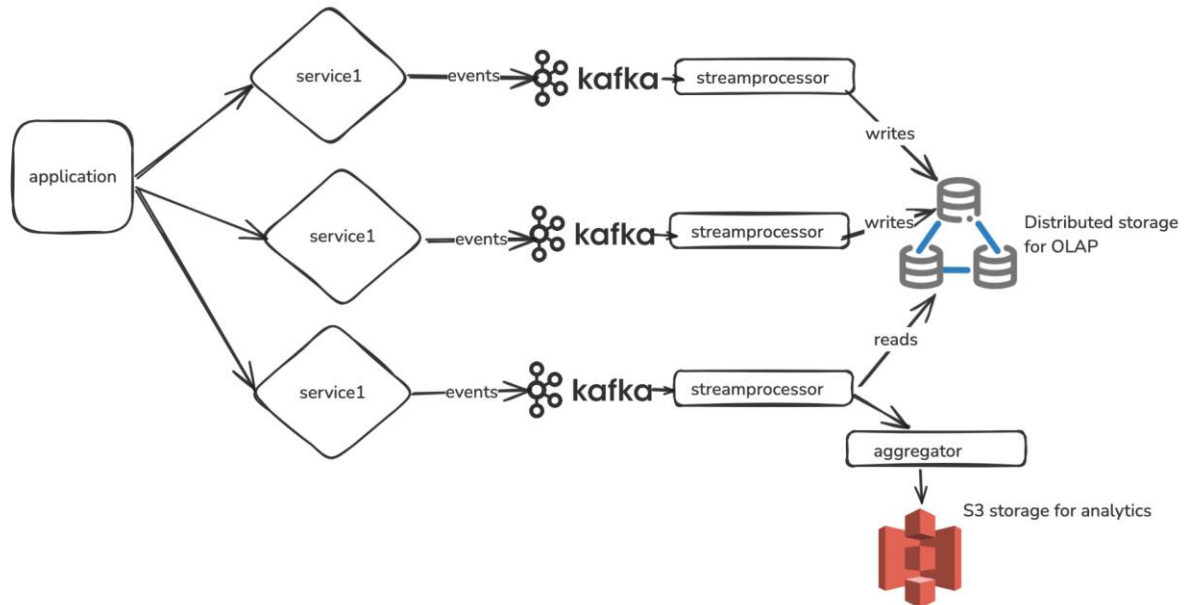 service1
events
kafka
streamprocessor
writes
application
service1
events
kafka
streamprocessor
writes
Distributed storage
for OLAP
reads
service1
events
kafka
streamprocessor
aggregator
S3 storage for analytics